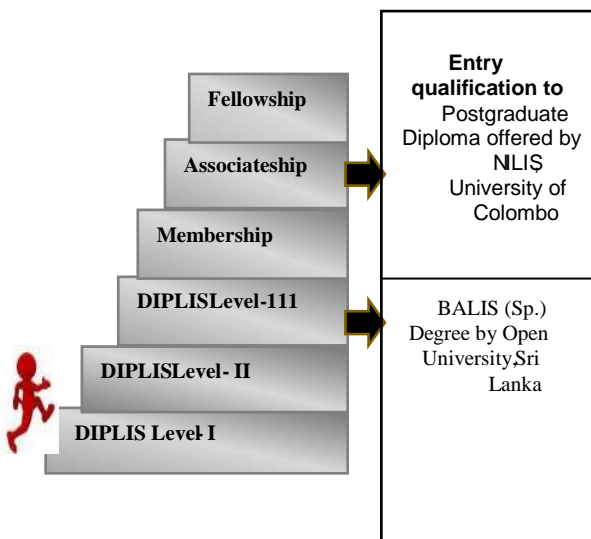 Fellowship
Associateship
Membership
DIPLISLevel-111
DIPLISLevel- II
DIPLIS Level-I
Entry
qualification to
Postgraduate
Diploma offered by
NILIS,
University of
Colombo
BALIS (Sp.)
Degree by Open
University,Sri
Lanka